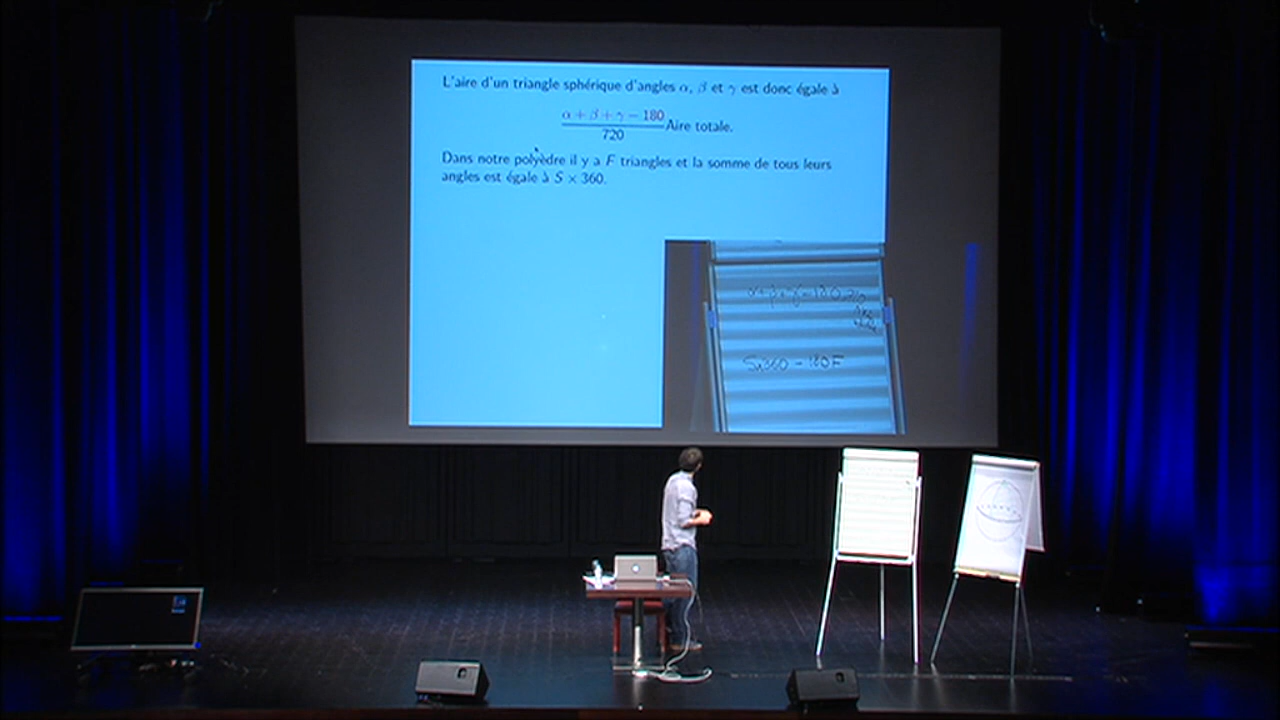 L'aire d'un triangle sphérique d'angles α, β et γ est donc égale à
α + β + γ − 180
720
Aire totale.
Dans notre polyèdre il y a F triangles et la somme de tous leurs
angles est égale à S × 360.
S×360 - 180F